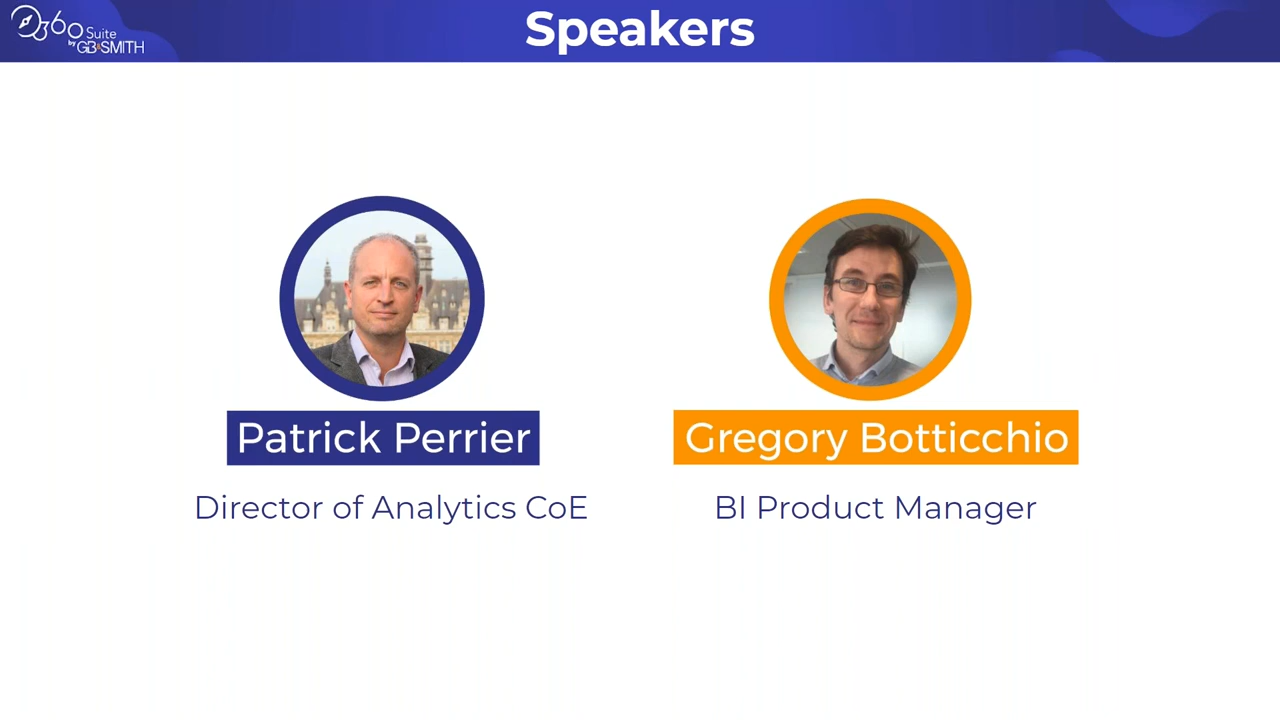 Speakers
360 Suite
by GB&SMITH
Patrick Perrier
Gregory Botticchio
Director of Analytics CoE
BI Product Manager